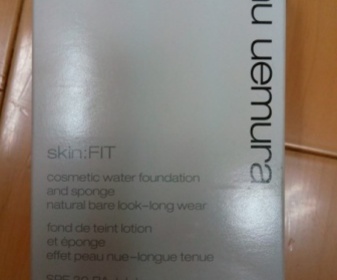 u uemura
skin:FIT
cosmetic water foundation
and sponge
natural bare look–long wear
fond de teint lotion
et éponge
effet peau nue–longue tenue